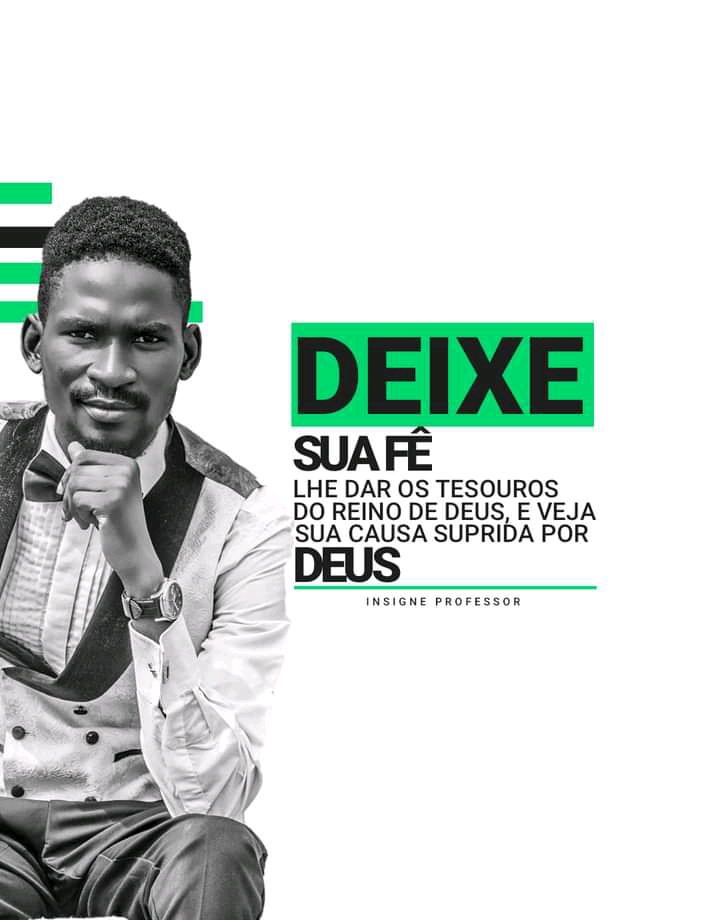 DEIXE
SUA FÊ
LHE DAR OS TESOUROS
DO REINO DE DEUS, E VEJA
SUA CAUSA SUPRIDA POR
DEUS
INSIGNE PROFESSOR